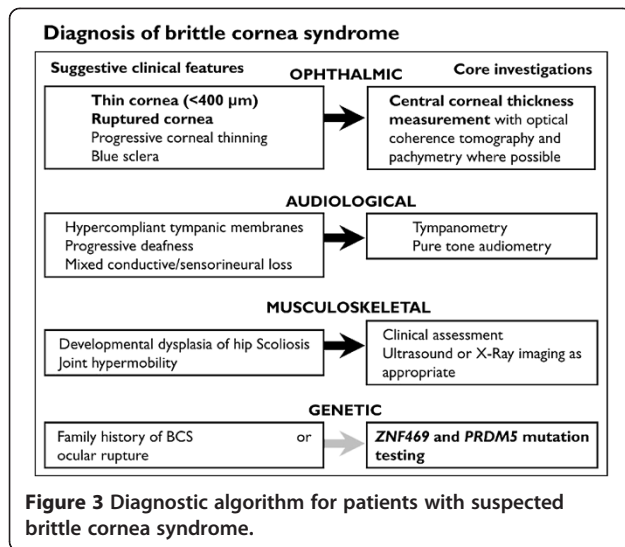 Diagnosis of brittle cornea syndrome
Suggestive clinical features
OPHTHALMIC
Core investigations
Thin cornea (<400 μm)
Ruptured cornea
Progressive corneal thinning
Blue sclera
Central corneal thickness
measurement with optical
coherence tomography and
pachymetry where possible
AUDIOLOGICAL
Hypercompliant tympanic membranes
Progressive deafness
Mixed conductive/sensorineural loss
Tympanometry
Pure tone audiometry
MUSCULOSKELETAL
Developmental dysplasia of hip Scoliosis
Joint hypermobility
Clinical assessment
Ultrasound or X-Ray imaging as
appropriate
GENETIC
Family history of BCS or
ocular rupture
ZNF469 and PRDM5 mutation
testing
Figure 3 Diagnostic algorithm for patients with suspected
brittle cornea syndrome.